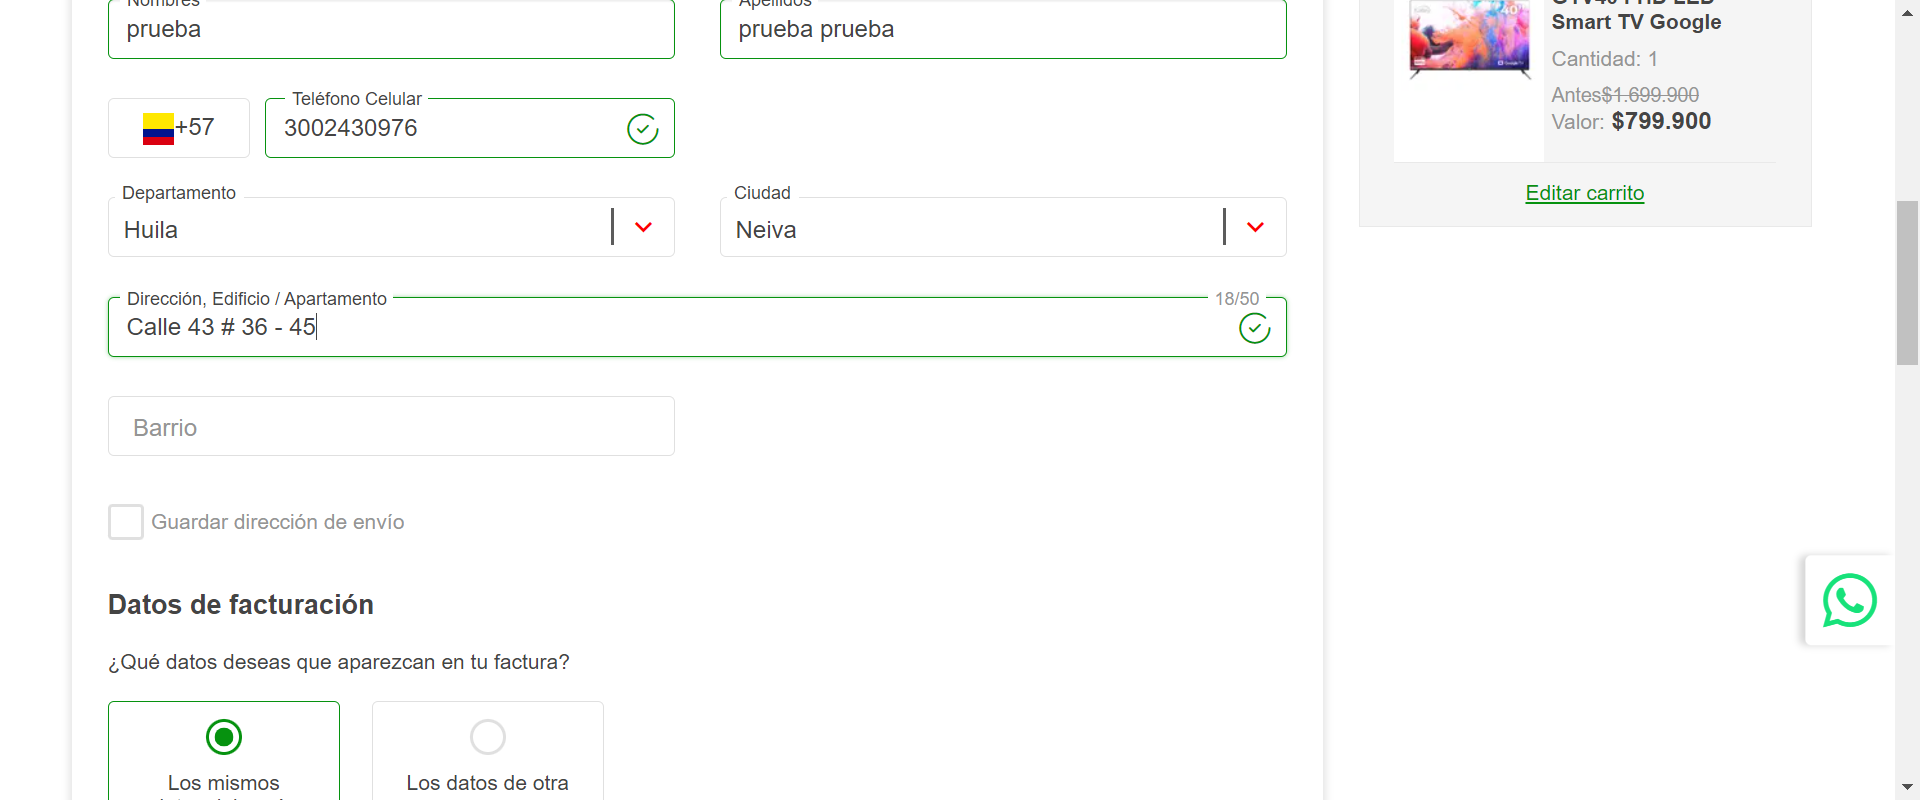 Nombres
prueba
Apellidos
prueba prueba
+57
Teléfono Celular
3002430976
Departamento
Huila
Ciudad
Neiva
Dirección, Edificio / Apartamento
18/50
Calle 43 # 36 - 45
Barrio
Guardar dirección de envío
Datos de facturación
¿Qué datos deseas que aparezcan en tu factura?
Los mismos
Los datos de otra
Smart TV Google
Cantidad: 1
Antes$1.699.900
Valor: $799.900
Editar carrito